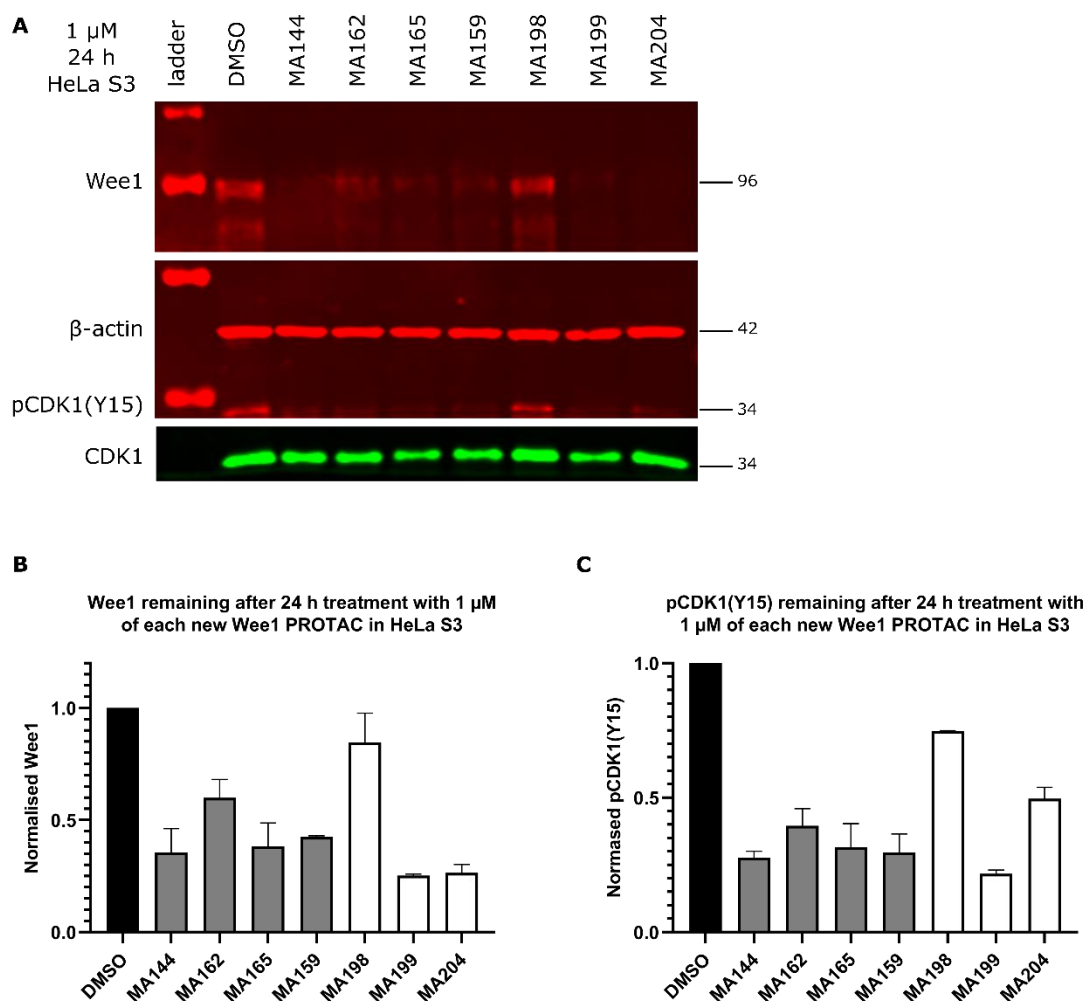 A
1 µM
24 h
HeLa S3
ladder
DMSO
MA144
MA162
MA165
MA159
MA198
MA199
MA204
Wee1
96
β-actin
42
pCDK1(Y15)
34
CDK1
34
B
Wee1 remaining after 24 h treatment with 1 µM
of each new Wee1 PROTAC in HeLa S3
Normalised Wee1
1.0
0.5
0.0
DMSO
MA144
MA162
MA165
MA159
MA198
MA199
MA204
C
pCDK1(Y15) remaining after 24 h treatment with
1 µM of each new Wee1 PROTAC in HeLa S3
Normased pCDK1(Y15)
1.0
0.5
0.0
DMSO
MA144
MA162
MA165
MA159
MA198
MA199
MA204